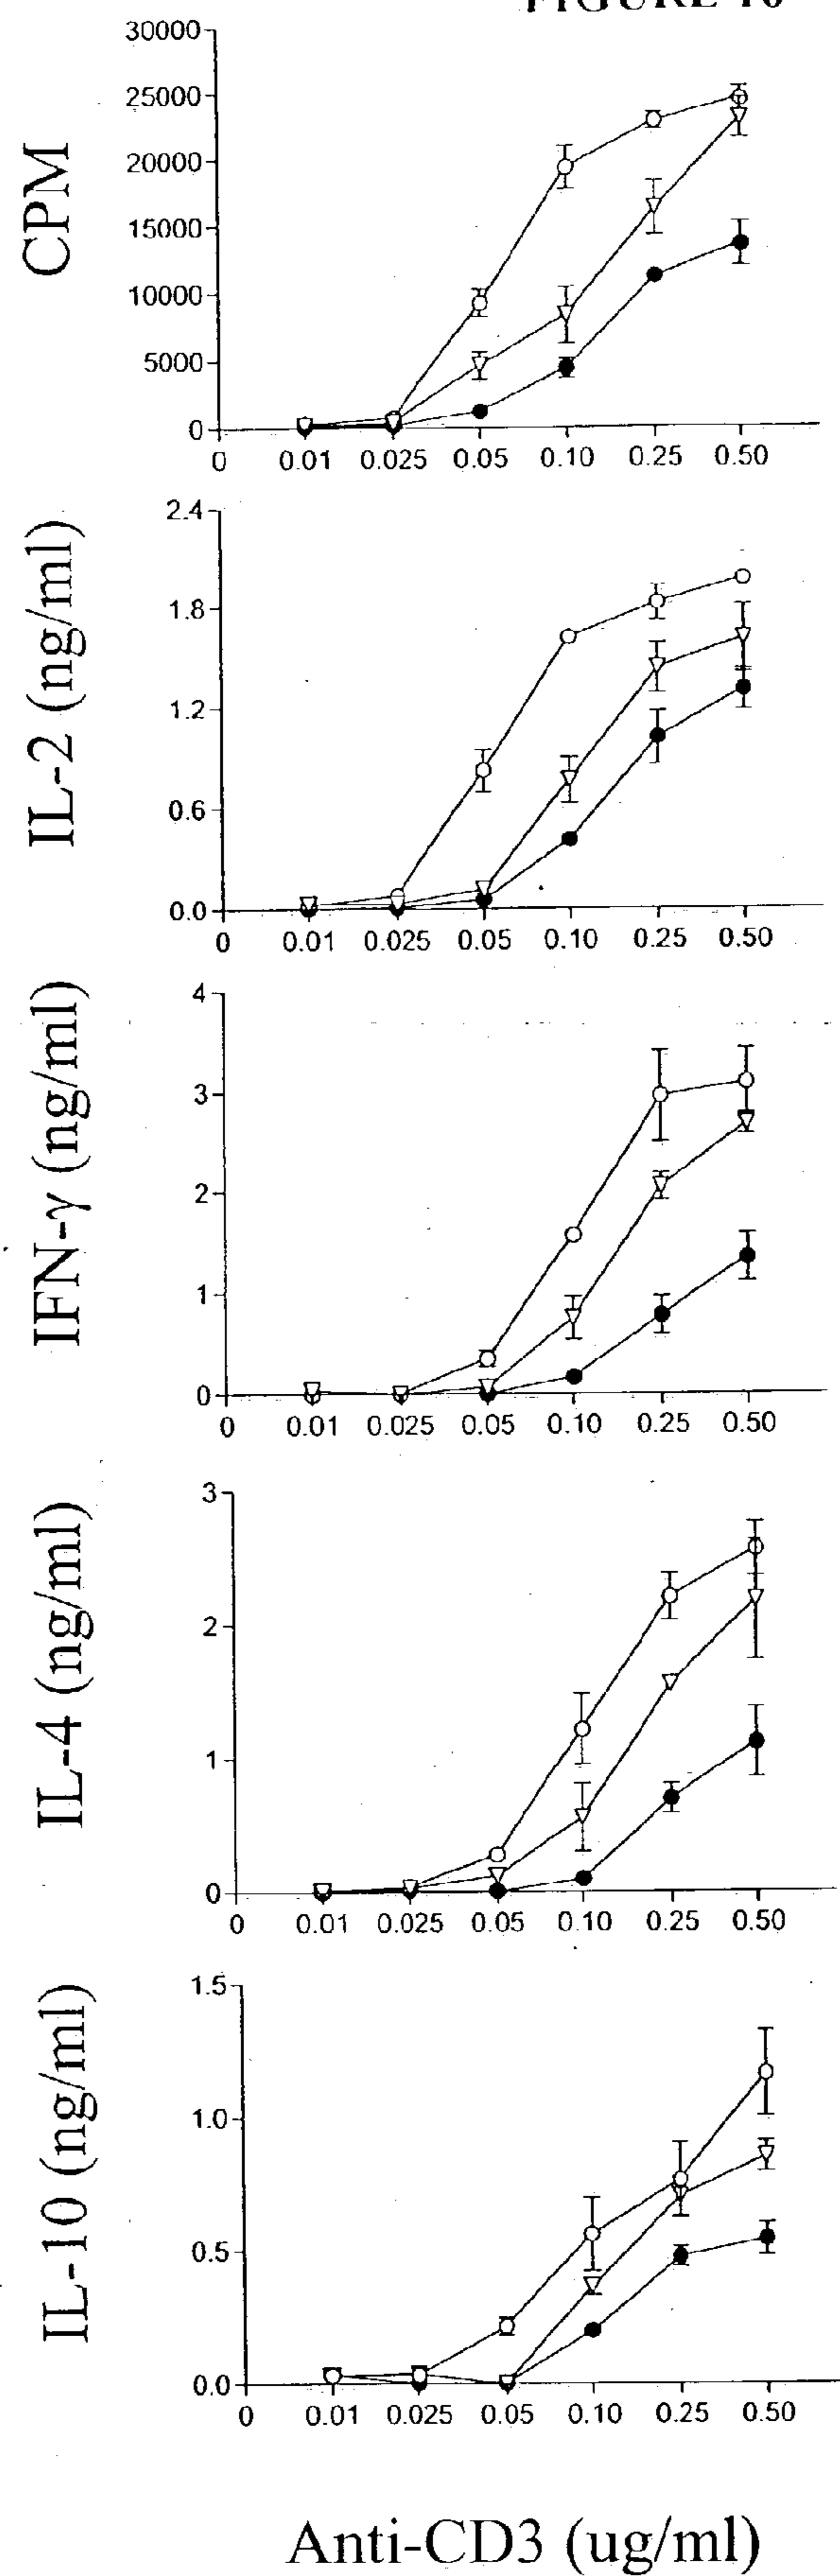 FIGURE 10
CPM
30000
25000
20000
15000
10000
5000
0
0 0.01 0.025 0.05 0.10 0.25 0.50
IL-2 (ng/ml)
2.4
1.8
1.2
0.6
0.0
0 0.01 0.025 0.05 0.10 0.25 0.50
IFN-γ (ng/ml)
4
3
2
1
0
0 0.01 0.025 0.05 0.10 0.25 0.50
IL-4 (ng/ml)
3
2
1
0
0 0.01 0.025 0.05 0.10 0.25 0.50
IL-10 (ng/ml)
1.5
1.0
0.5
0.0
0 0.01 0.025 0.05 0.10 0.25 0.50
Anti-CD3 (ug/ml)